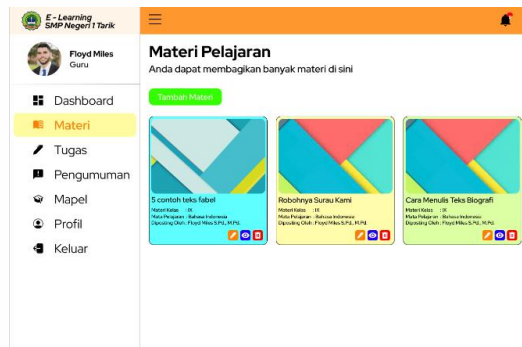 E - Learning
SMP Negeri 1 Tarik
Floyd Miles
Guru
Dashboard
Materi
Tugas
Pengumuman
Mapel
Profil
Keluar
Materi Pelajaran
Anda dapat membagikan banyak materi di sini
Tambah Materi
5 contoh teks fabel
Materi Kelas : IX
Mata Pelajaran : Bahasa Indonesia
Diposting Oleh : Floyd Miles S.Pd., M.Pd.
Robohnya Surau Kami
Materi Kelas : IX
Mata Pelajaran : Bahasa Indonesia
Diposting Oleh : Floyd Miles S.Pd., M.Pd.
Cara Menulis Teks Biografi
Materi Kelas : IX
Mata Pelajaran : Bahasa Indonesia
Diposting Oleh : Floyd Miles S.Pd., M.Pd.